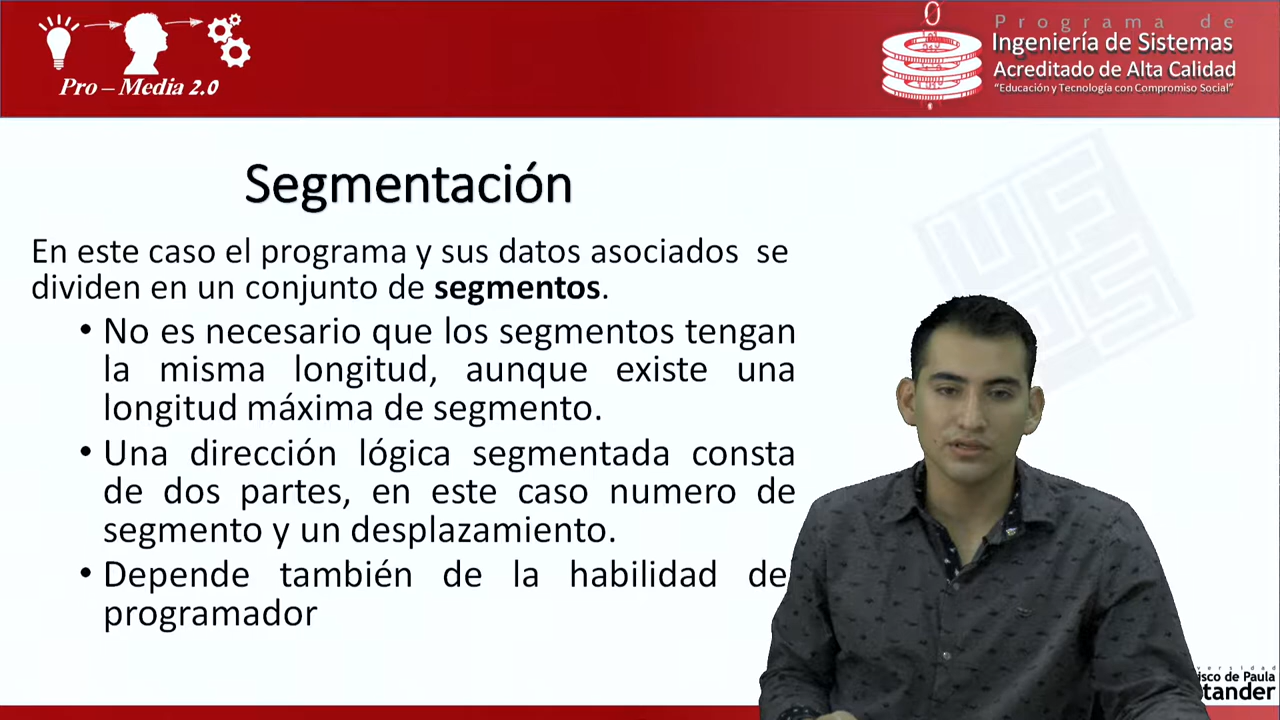 0
Programa de
Ingeniería de Sistemas
Acreditado de Alta Calidad
"Educación y Tecnología con Compromiso Social"
Pro – Media 2.0
Segmentación
En este caso el programa y sus datos asociados se
dividen en un conjunto de segmentos.
• No es necesario que los segmentos tengan
la misma longitud, aunque existe una
longitud máxima de segmento.
• Una dirección lógica segmentada consta
de dos partes, en este caso numero de
segmento y un desplazamiento.
• Depende también de la habilidad de
programador
UFPS
isco de Paula
tander